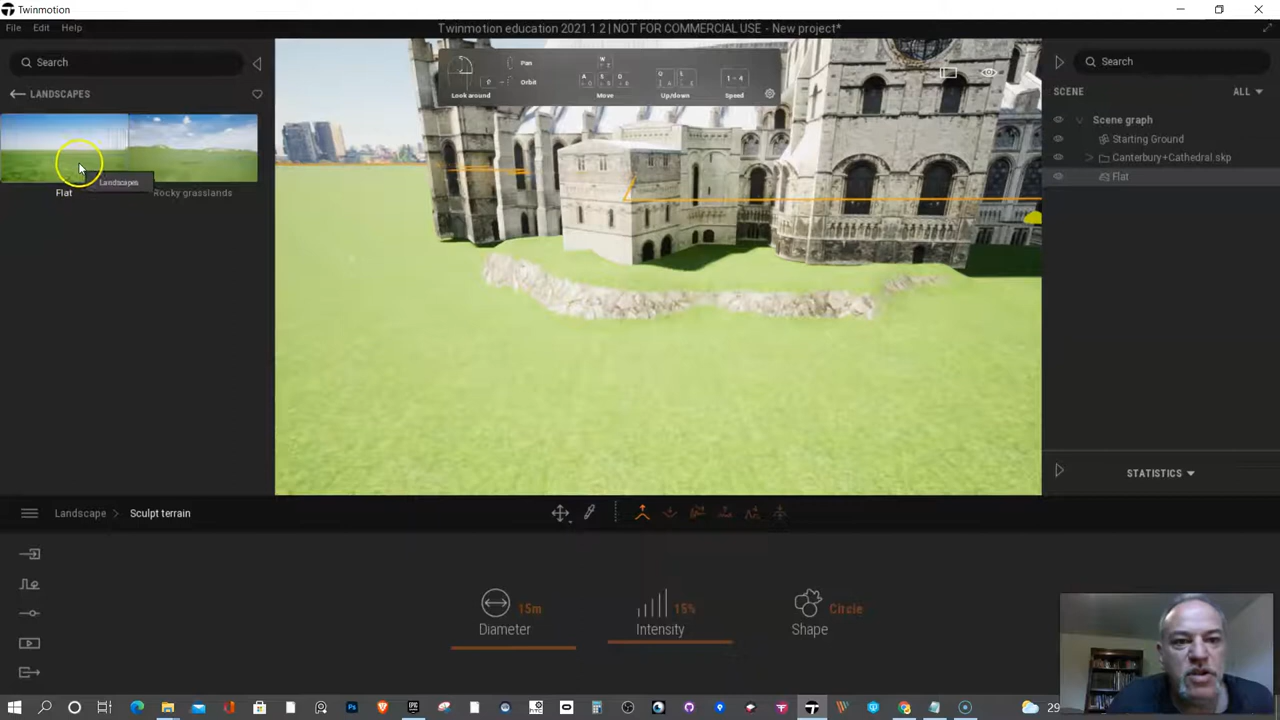 Twinmotion
File Edit Help
Twinmotion education 2021.1.2 | NOT FOR COMMERCIAL USE - New project*
Search
LANDSCAPES
Landscapes
Flat
Rocky grasslands
Look around
Pan
Orbit
W
A S D
Move
Up/down
Speed
Search
SCENE
ALL
Scene graph
Starting Ground
Canterbury+Cathedral.skp
Flat
STATISTICS
Landscape > Sculpt terrain
15m
Diameter
15%
Intensity
Circle
Shape
29